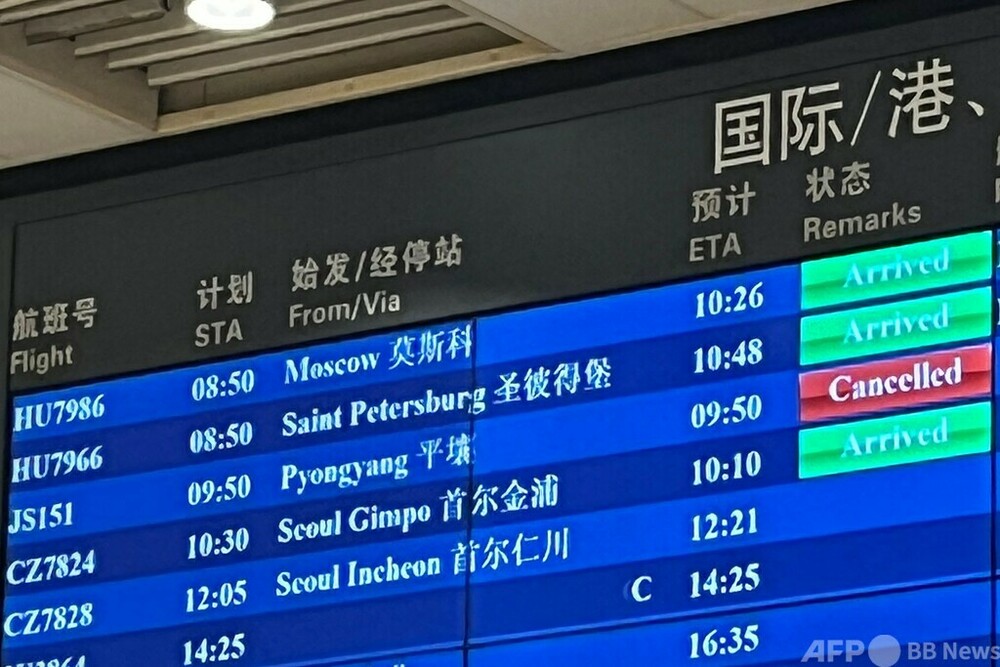 国际/港、
航班号 计划 始发/经停站 预计 状态
Flight STA From/Via ETA Remarks
HU7986 08:50 Moscow 莫斯科 10:26 Arrived
HU7966 08:50 Saint Petersburg 圣彼得堡 10:48 Arrived
JS151 09:50 Pyongyang 平壤 09:50 Cancelled
CZ7824 10:30 Seoul Gimpo 首尔金浦 10:10 Arrived
CZ7828 12:05 Seoul Incheon 首尔仁川 12:21
14:25 C 14:25
16:35
AFP BB News